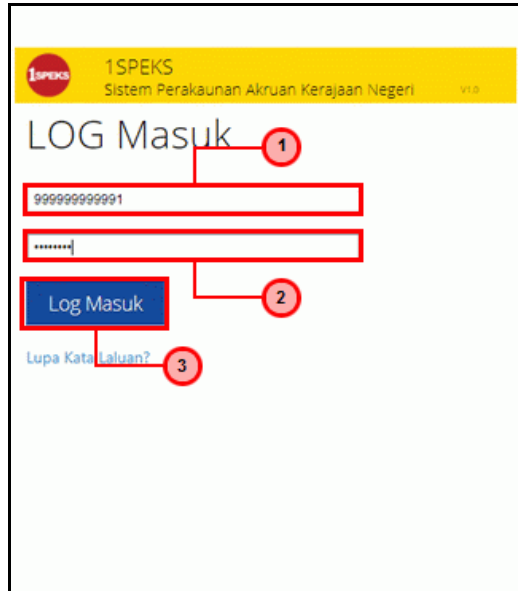 1SPEKS
1SPEKS
Sistem Perakaunan Akruan Kerajaan Negeri
V1.0
LOG Masuk
1
999999999991
••••••••
2
Log Masuk
3
Lupa Kata Laluan?